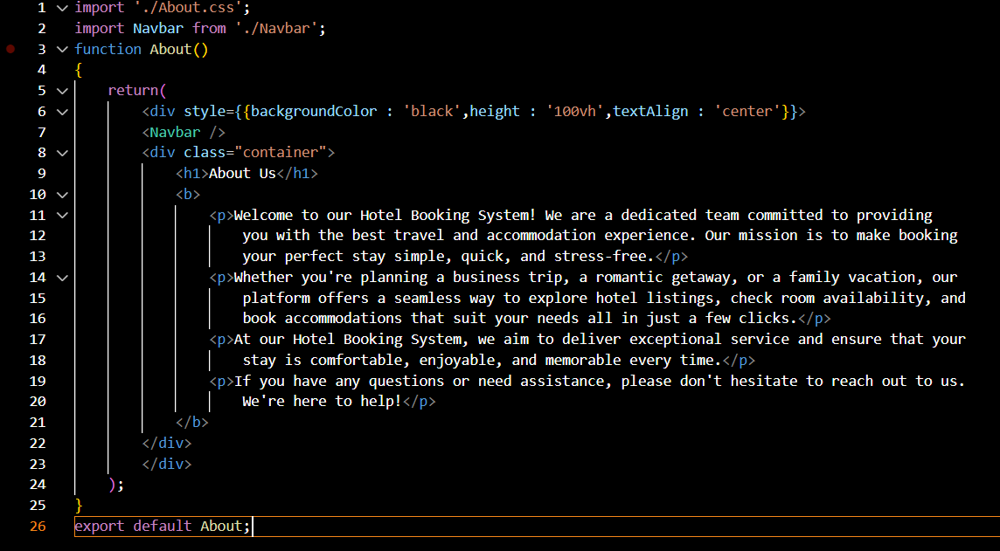 1 import './About.css';
2 import Navbar from './Navbar';
3 function About()
4 {
5 return(
6 <div style={{backgroundColor : 'black',height : '100vh',textAlign : 'center'}}>
7 <Navbar />
8 <div class="container">
9 <h1>About Us</h1>
10 <b>
11 <p>Welcome to our Hotel Booking System! We are a dedicated team committed to providing
12 you with the best travel and accommodation experience. Our mission is to make booking
13 your perfect stay simple, quick, and stress-free.</p>
14 <p>Whether you're planning a business trip, a romantic getaway, or a family vacation, our
15 platform offers a seamless way to explore hotel listings, check room availability, and
16 book accommodations that suit your needs all in just a few clicks.</p>
17 <p>At our Hotel Booking System, we aim to deliver exceptional service and ensure that your
18 stay is comfortable, enjoyable, and memorable every time.</p>
19 <p>If you have any questions or need assistance, please don't hesitate to reach out to us.
20 We're here to help!</p>
21 </b>
22 </div>
23 </div>
24 );
25 }
26 export default About;